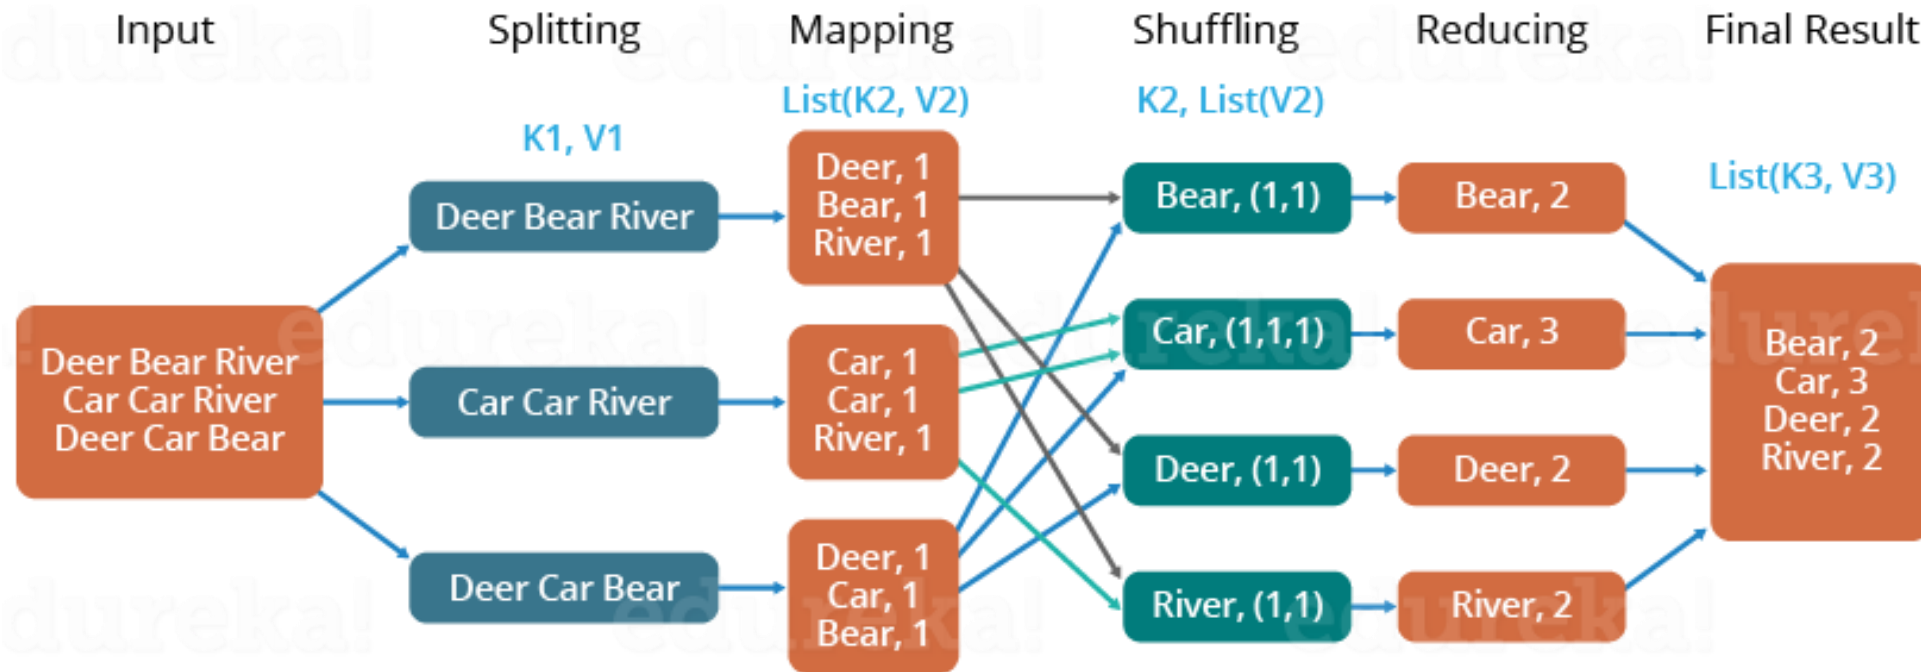 Input
Splitting
Mapping
Shuffling
Reducing
Final Result
K1, V1
List(K2, V2)
K2, List(V2)
List(K3, V3)
Deer Bear River
Car Car River
Deer Car Bear
Deer Bear River
Car Car River
Deer Car Bear
Deer, 1
Bear, 1
River, 1
Car, 1
Car, 1
River, 1
Deer, 1
Car, 1
Bear, 1
Bear, (1,1)
Car, (1,1,1)
Deer, (1,1)
River, (1,1)
Bear, 2
Car, 3
Deer, 2
River, 2
Bear, 2
Car, 3
Deer, 2
River, 2
edureka!